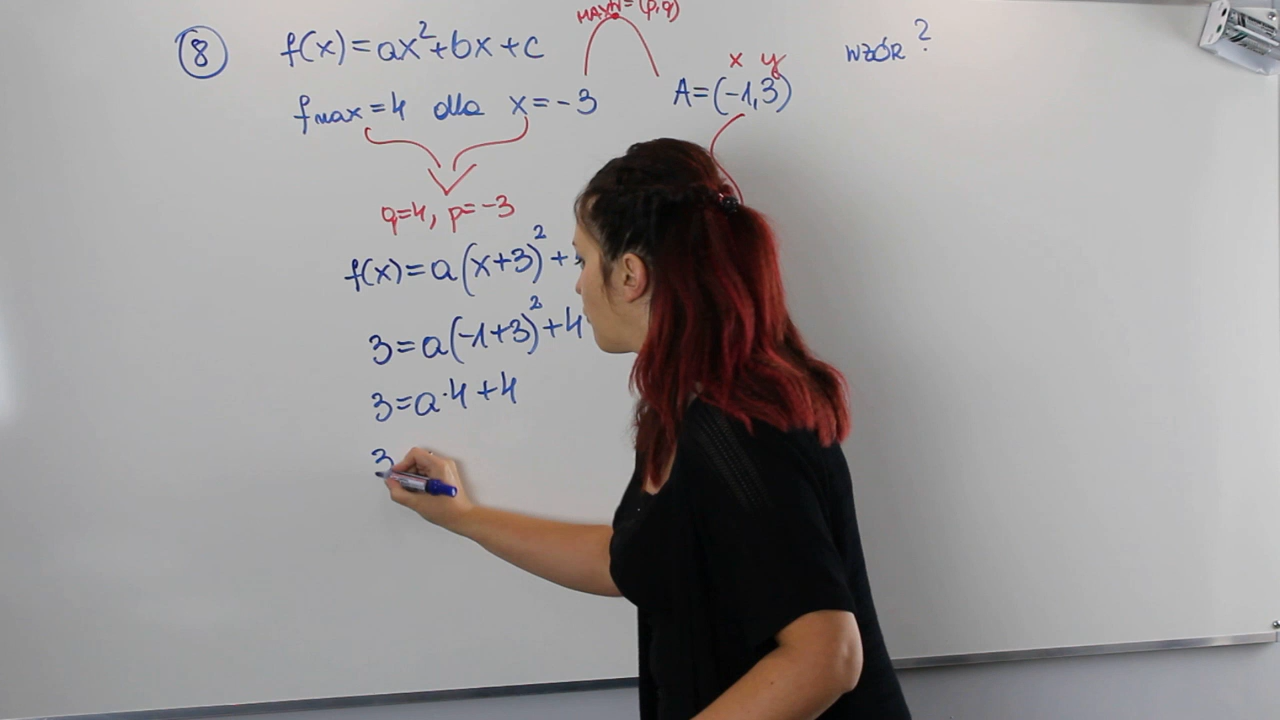 8 f(x)=ax²+bx+c
MAX W=(p,q)
x y
wzór?
fmax=4 dla x=-3 A=(-1,3)
q=4, p=-3
f(x)=a(x+3)²+
3=a(-1+3)²+4
3=a·4+4
3